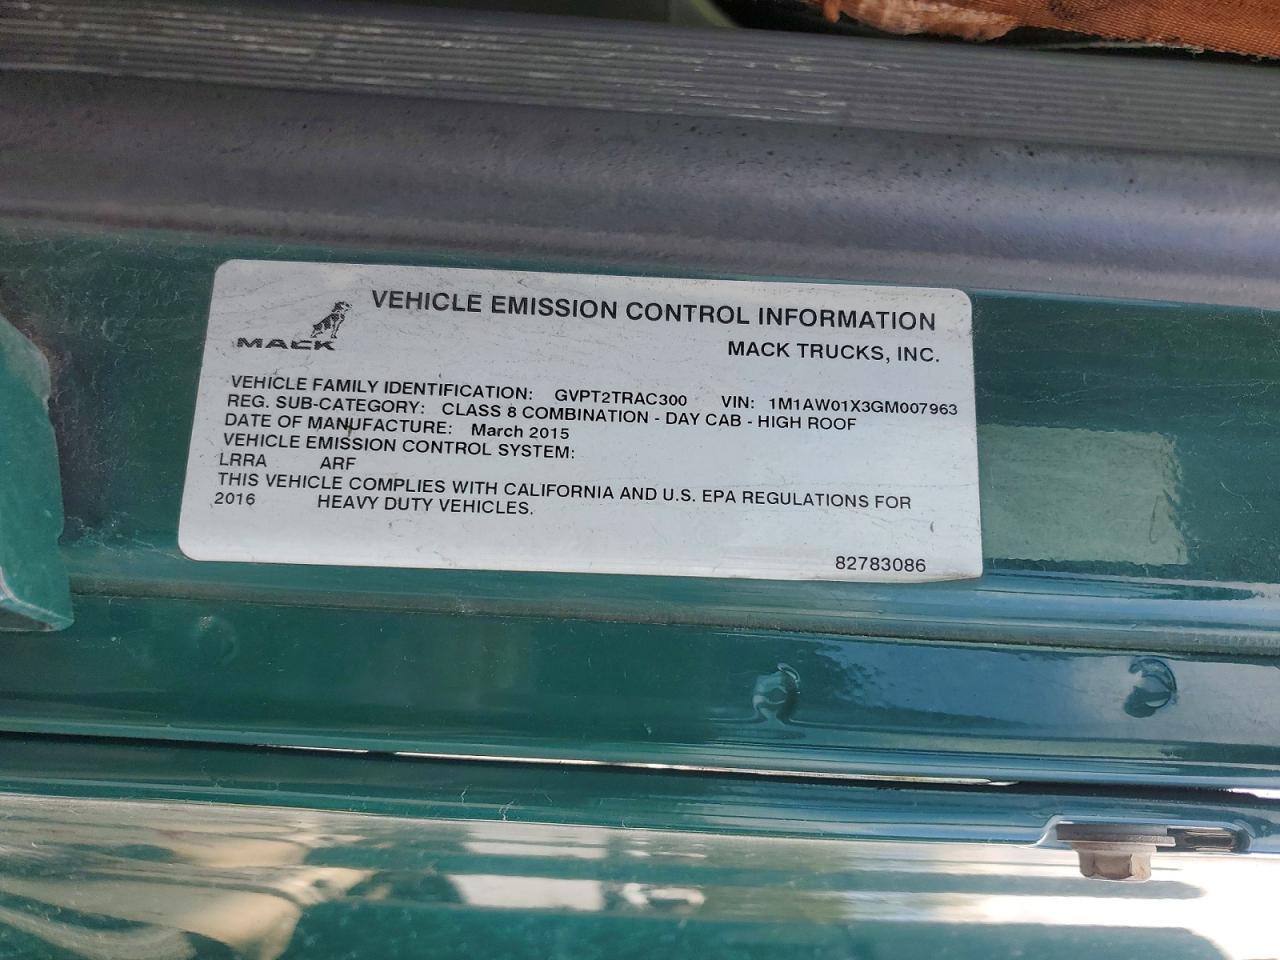 VEHICLE EMISSION CONTROL INFORMATION
MACK
MACK TRUCKS, INC.
VEHICLE FAMILY IDENTIFICATION: GVPT2TRAC300 VIN: 1M1AW01X3GM007963
REG. SUB-CATEGORY: CLASS 8 COMBINATION - DAY CAB - HIGH ROOF
DATE OF MANUFACTURE: March 2015
VEHICLE EMISSION CONTROL SYSTEM:
LRRA ARF
THIS VEHICLE COMPLIES WITH CALIFORNIA AND U.S. EPA REGULATIONS FOR
2016 HEAVY DUTY VEHICLES.
82783086